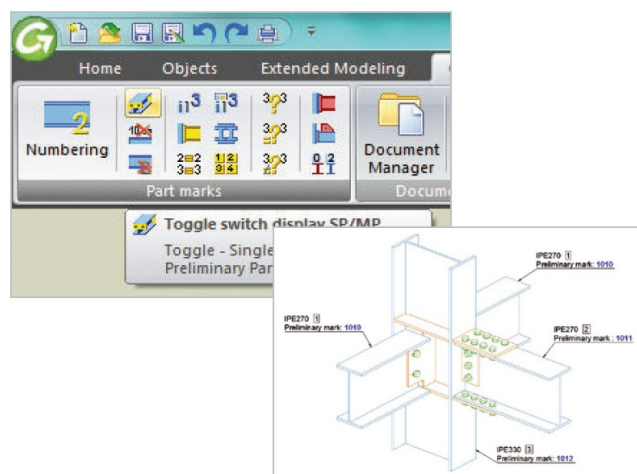 Home Objects Extended Modeling
Numbering
Document
Manager
Part marks
Docum
Toggle switch display SP/MP
Toggle - Single
Preliminary Par
IPE270 1
Preliminary mark: 1010
IPE270 1
Preliminary mark: 1010
IPE270 2
Preliminary mark : 1011
IPE330 3
Preliminary mark: 1012